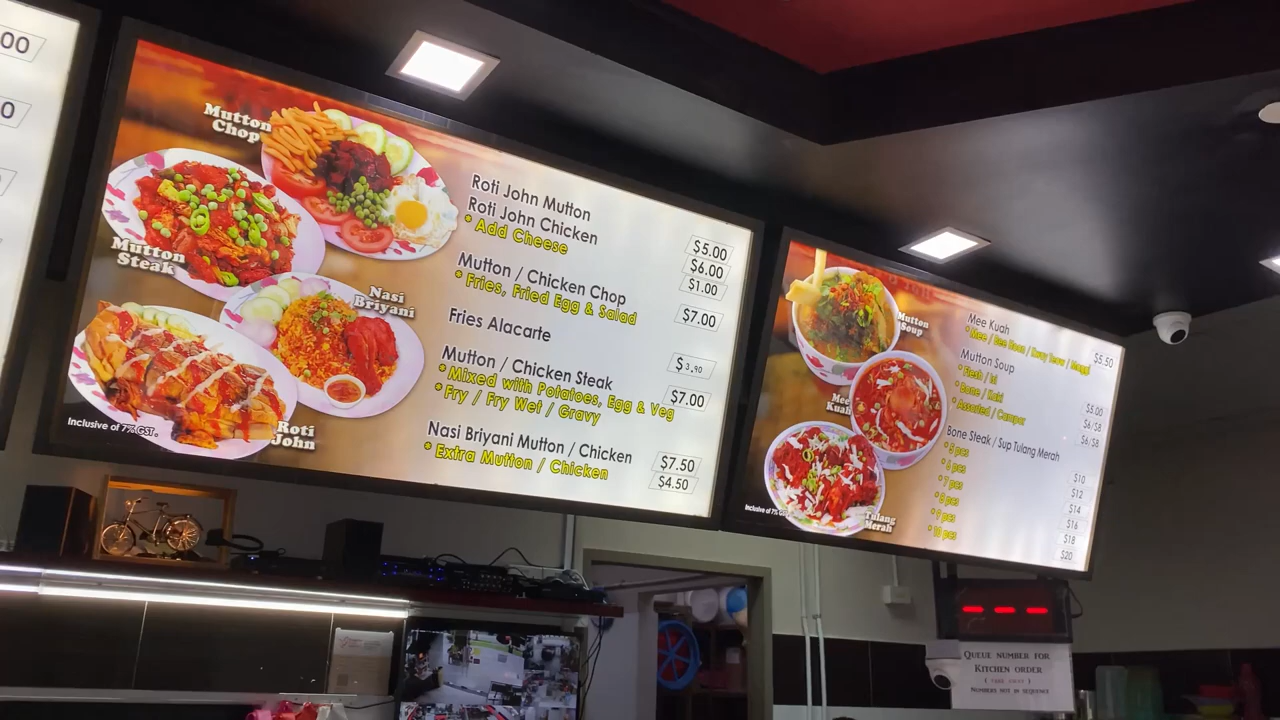 00
0
Mutton
Chop
Mutton
Steak
Nasi
Briyani
Roti
John
Inclusive of 7% GST.
Roti John Mutton
Roti John Chicken
* Add Cheese
$5.00
$6.00
$1.00
Mutton / Chicken Chop
* Fries, Fried Egg & Salad
$7.00
Fries Alacarte
$3.90
Mutton / Chicken Steak
* Mixed with Potatoes, Egg & Veg
* Fry / Fry Wet / Gravy
$7.00
Nasi Briyani Mutton / Chicken
* Extra Mutton / Chicken
$7.50
$4.50
Mutton
Soup
Mee
Kuah
Tulang
Merah
Inclusive of 7% GST
Mee Kuah
* Mee / Bee Hoon / Kway Teow / Maggi
$5.50
Mutton Soup
* Flesh / Isi
* Bone / Kaki
* Assorted / Campur
$5.00
$6/$8
$6/$8
Bone Steak / Sup Tulang Merah
* 5 pcs
* 6 pcs
* 7 pcs
* 8 pcs
* 9 pcs
* 10 pcs
$10
$12
$14
$16
$18
$20
Queue number for
Kitchen order
( take away )
Numbers not in sequence